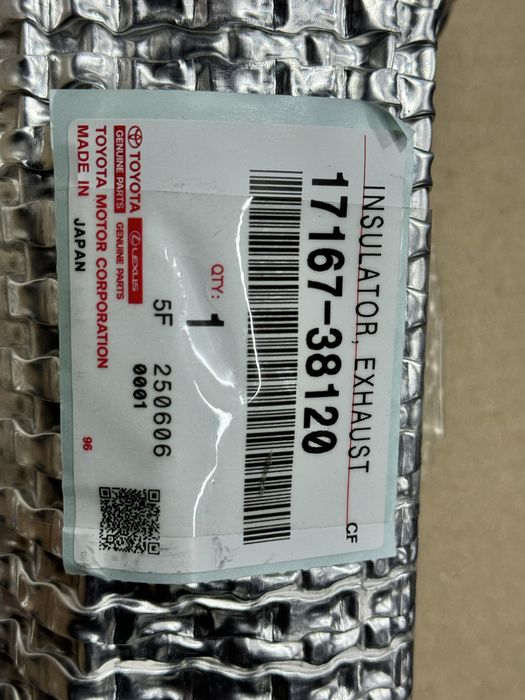 INSULATOR, EXHAUST
CF
17167-38120
QTY: 1
5F 250606
0001
TOYOTA
GENUINE PARTS
LEXUS
GENUINE PARTS
TOYOTA MOTOR CORPORATION
MADE IN JAPAN
96